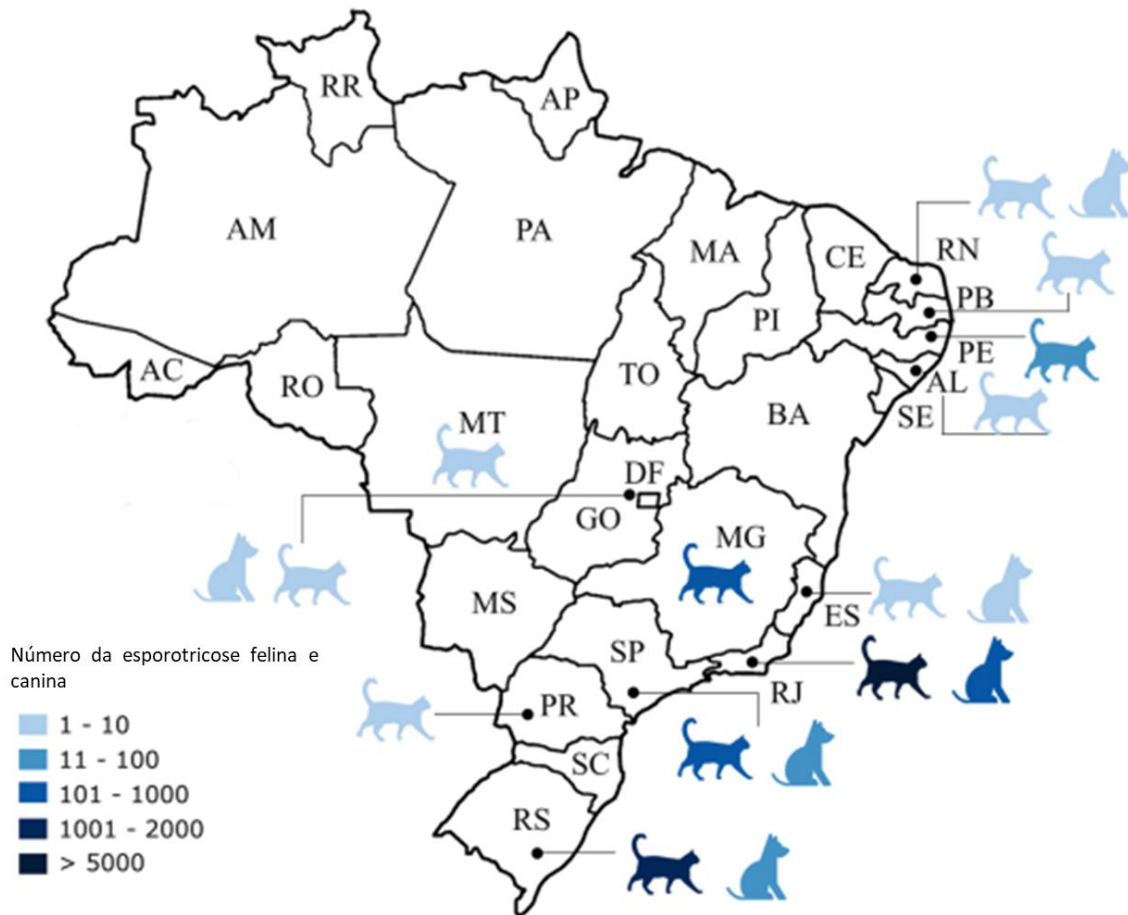 RR
AP
AM
PA
MA
CE
RN
PB
PI
PE
AC
RO
TO
AL
BA
SE
MT
DF
GO
MG
MS
ES
SP
RJ
PR
SC
RS
Número da esporotricose felina e
canina
1 - 10
11 - 100
101 - 1000
1001 - 2000
> 5000